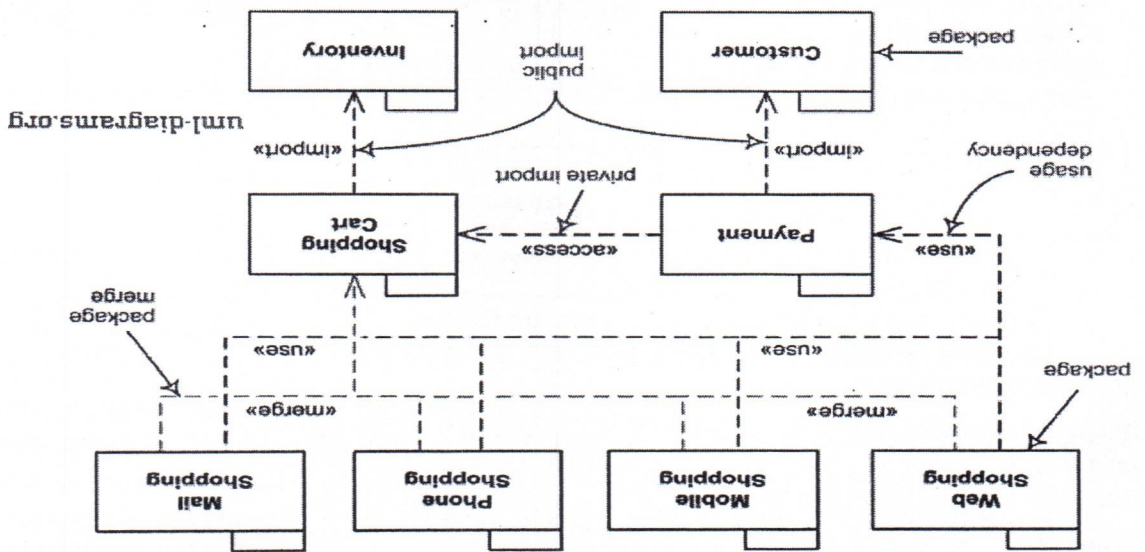 Web
Shopping
Mobile
Shopping
Phone
Shopping
Mail
Shopping
package
«merge»
«merge»
«use»
«use»
package
merge
«use»
Payment
«access»
Shopping
Cart
usage
dependency
private import
«import»
«import»
uml-diagrams.org
public
import
package
Customer
Inventory